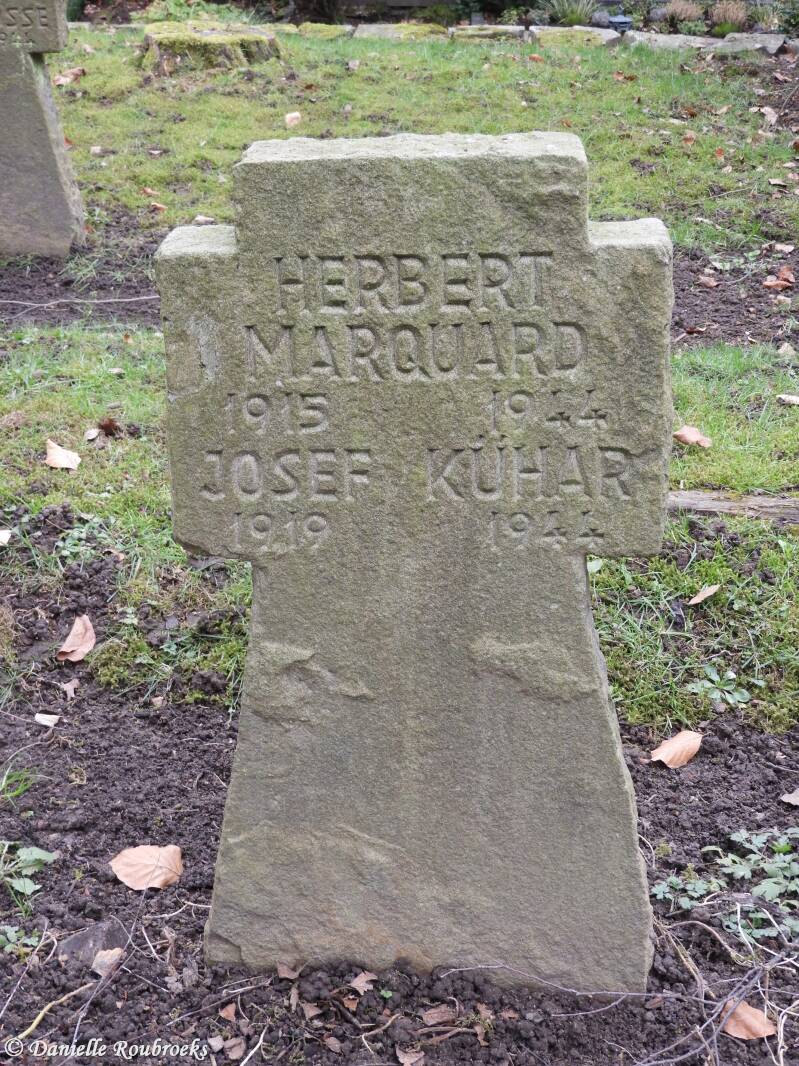 HERBERT
MARQUARD
1915 1944
JOSEF KÜHAR
1919 1944
© Danielle Roubroeks